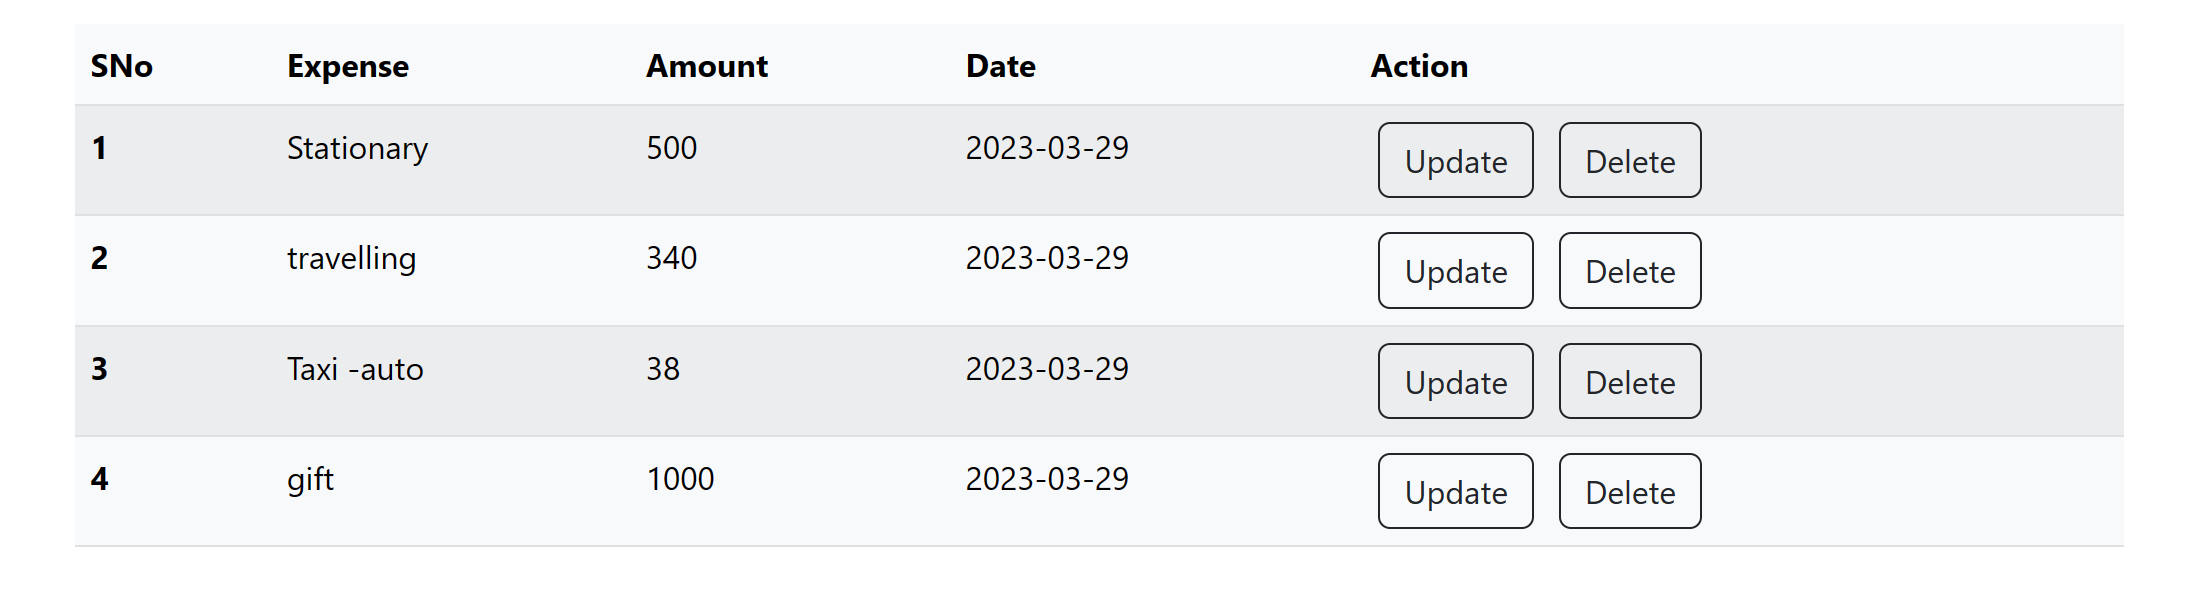 SNo Expense Amount Date Action
1 Stationary 500 2023-03-29 Update Delete
2 travelling 340 2023-03-29 Update Delete
3 Taxi -auto 38 2023-03-29 Update Delete
4 gift 1000 2023-03-29 Update Delete